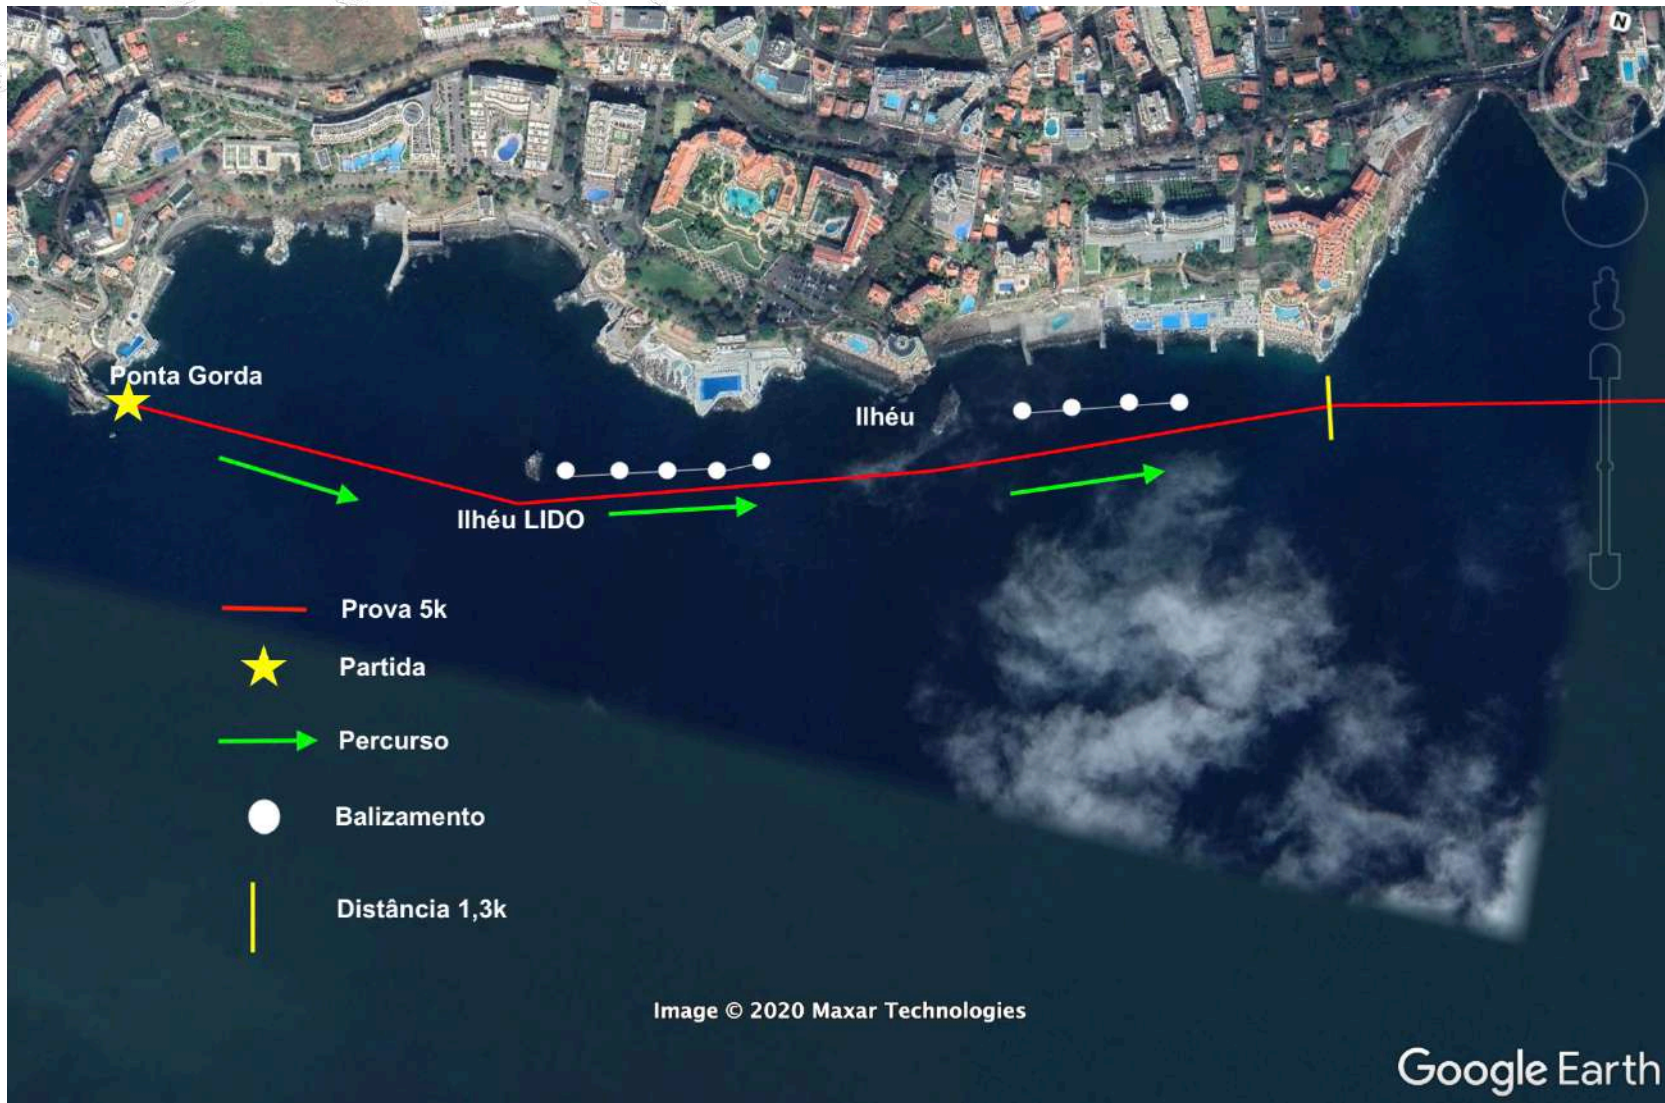 N
Ponta Gorda
Ilhéu
Ilhéu LIDO
Prova 5k
Partida
Percurso
Balizamento
Distância 1,3k
Image © 2020 Maxar Technologies
Google Earth